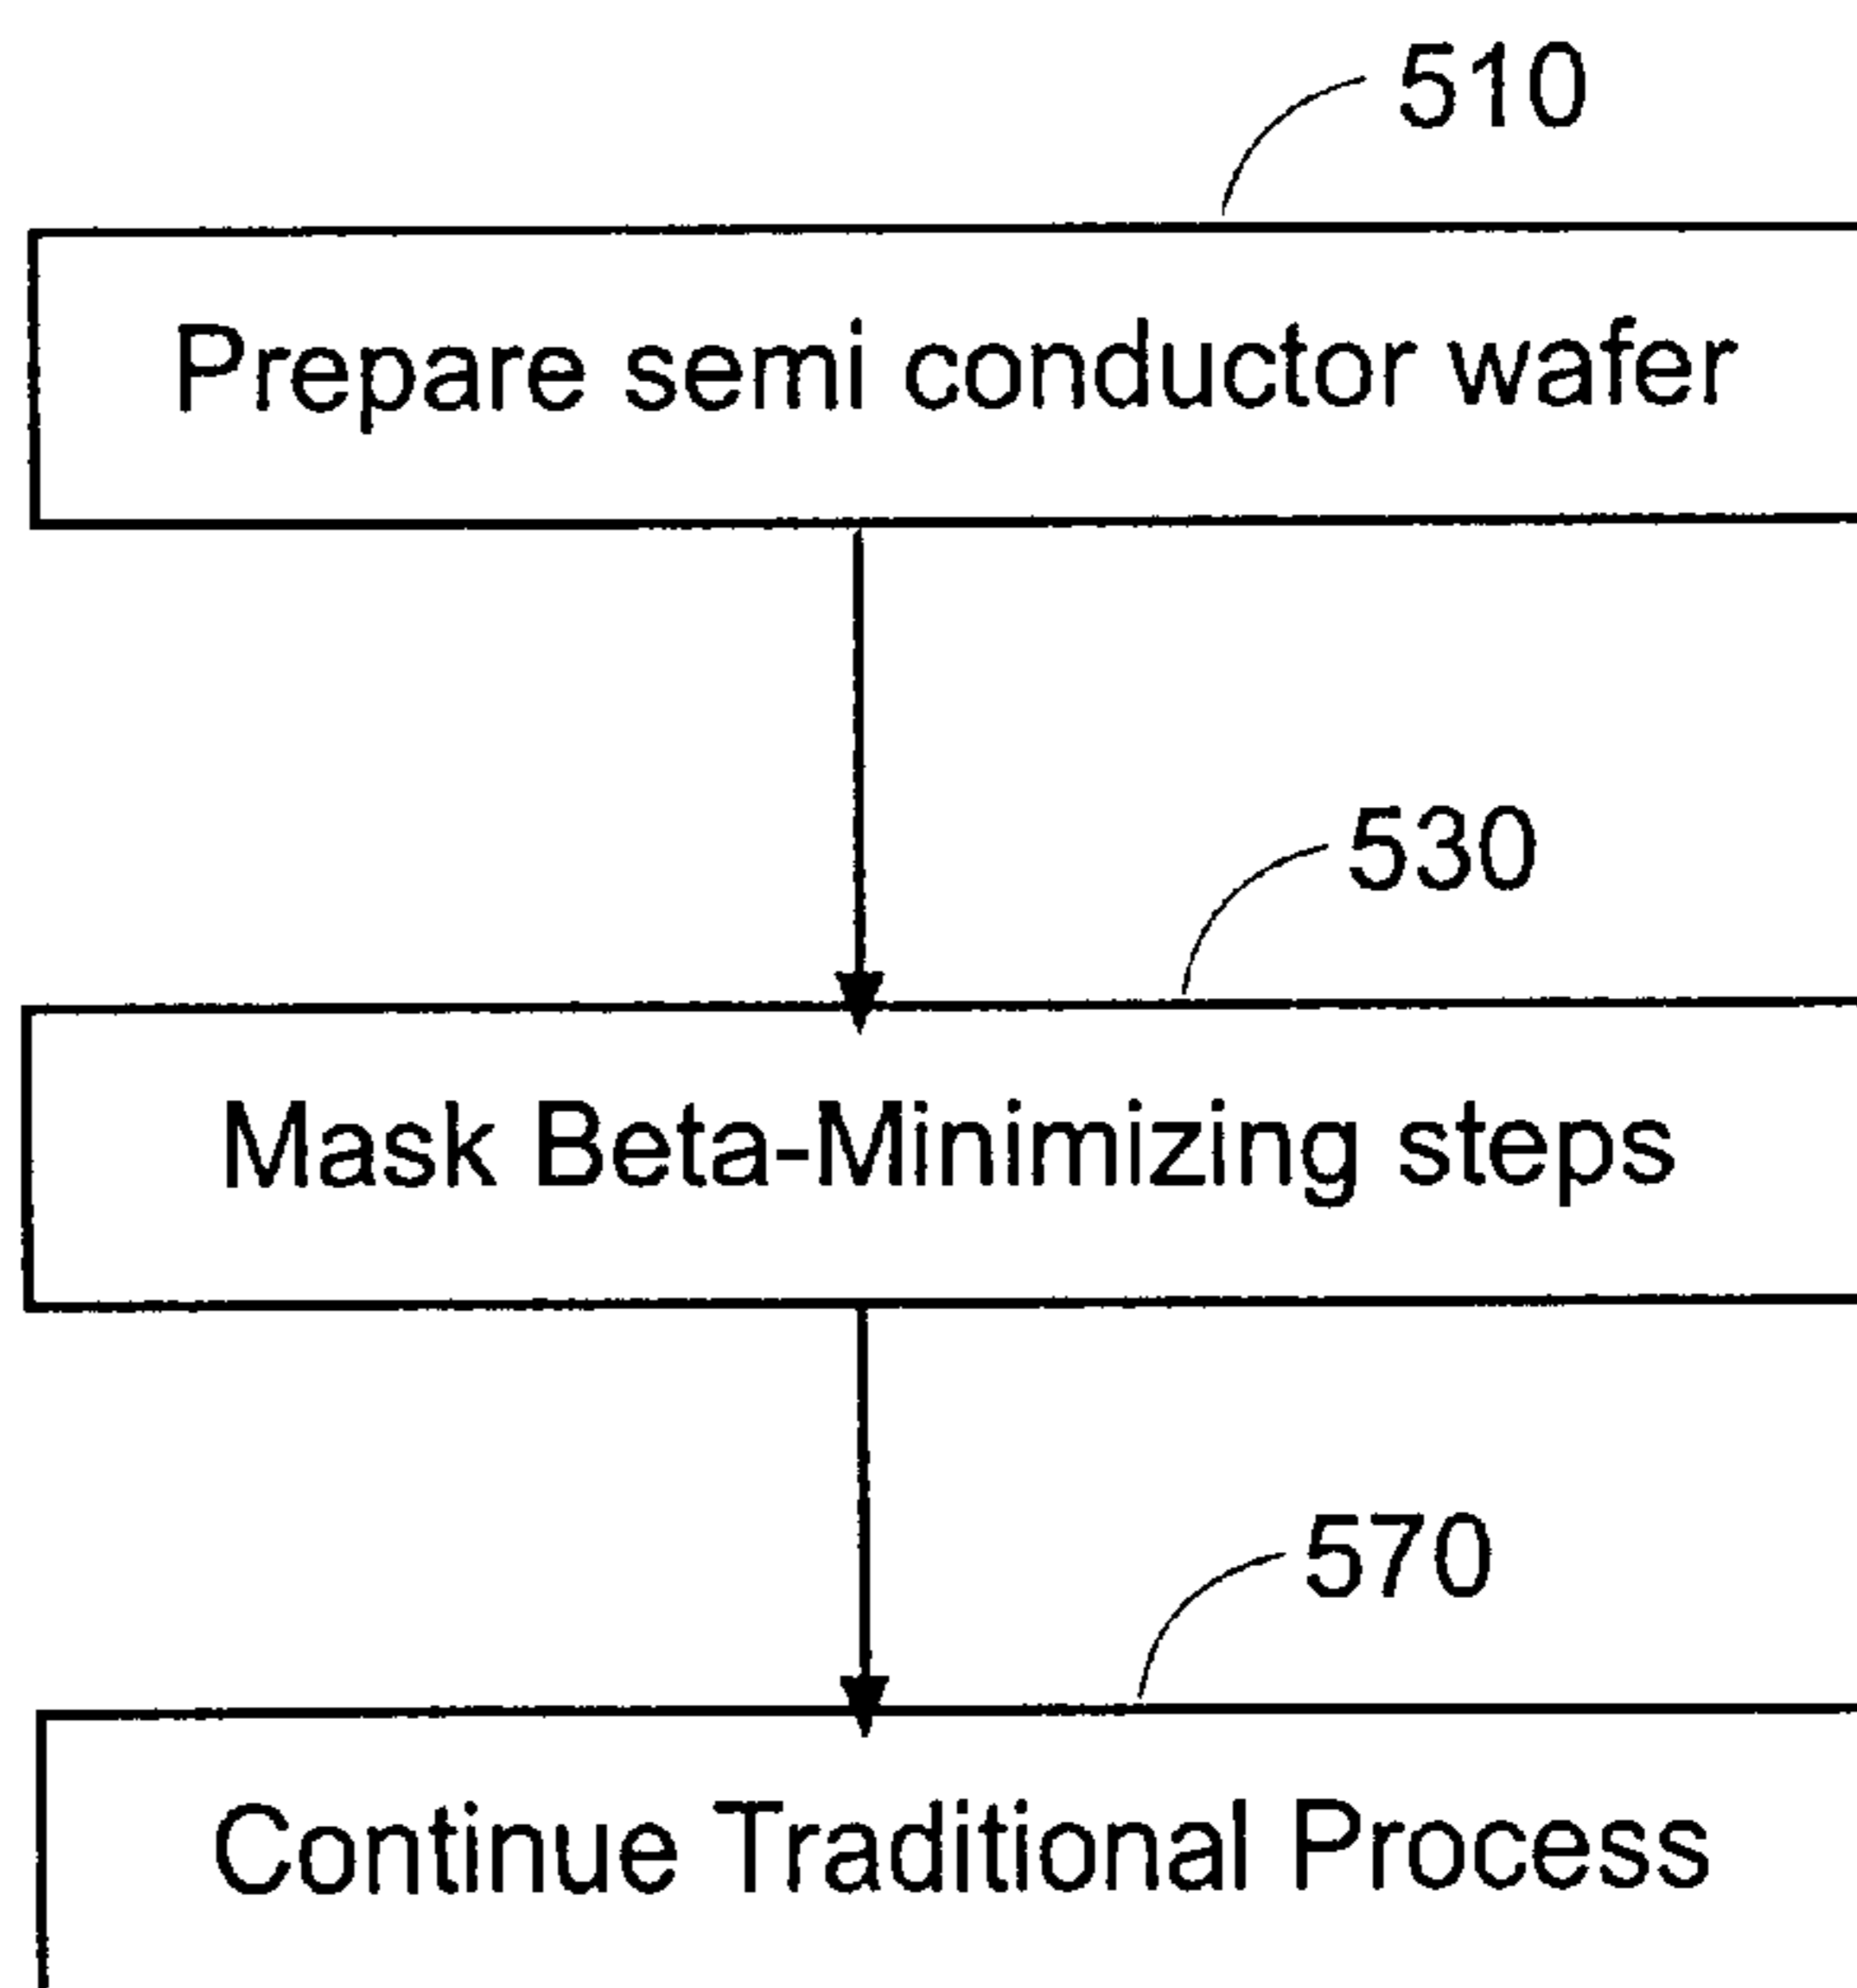 510
Prepare semi conductor wafer
530
Mask Beta-Minimizing steps
570
Continue Traditional Process